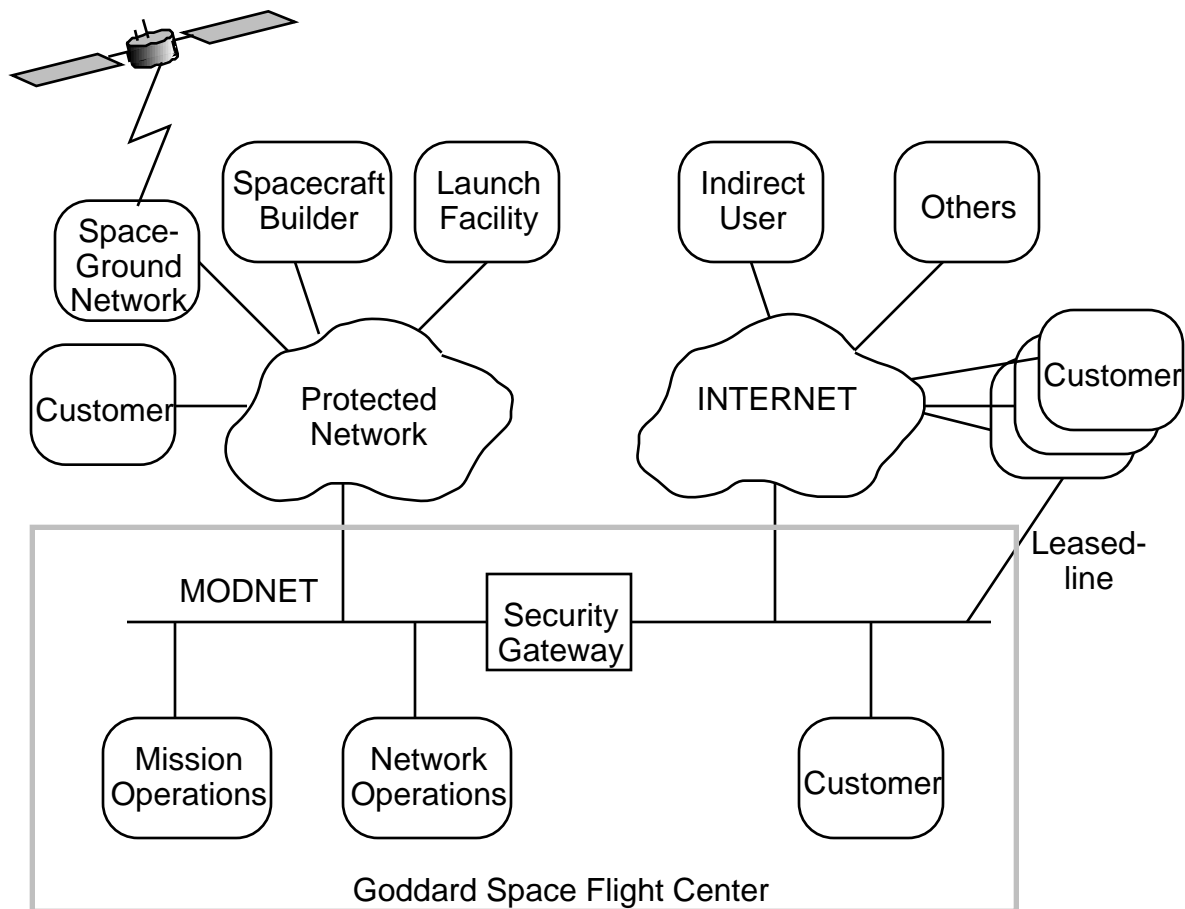 Spacecraft
Builder
Launch
Facility
Indirect
User
Others
Space-
Ground
Network
Customer
Protected
Network
INTERNET
Customer
Leased-
line
MODNET
Security
Gateway
Mission
Operations
Network
Operations
Customer
Goddard Space Flight Center